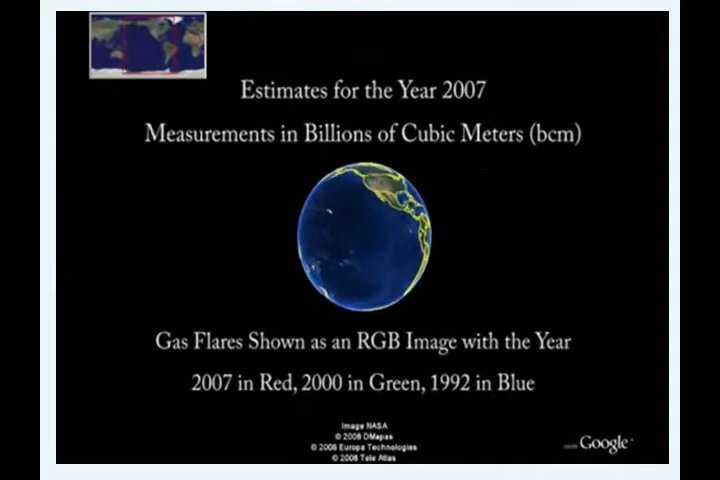 Estimates for the Year 2007
Measurements in Billions of Cubic Meters (bcm)
Gas Flares Shown as an RGB Image with the Year
2007 in Red, 2000 in Green, 1992 in Blue
Image NASA
© 2008 DMapas
© 2008 Europa Technologies
© 2008 Tele Atlas
Google